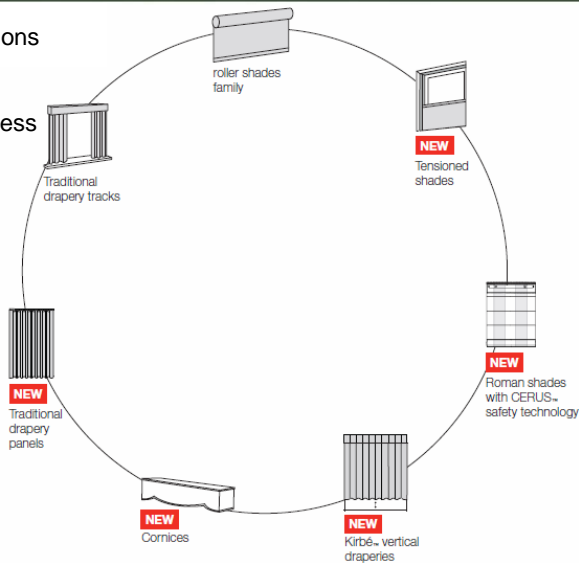 ons
ess
roller shades
family
NEW
Tensioned
shades
NEW
Roman shades
with CERUS™
safety technology
NEW
Kirbé™ vertical
draperies
NEW
Cornices
NEW
Traditional
drapery
panels
Traditional
drapery tracks